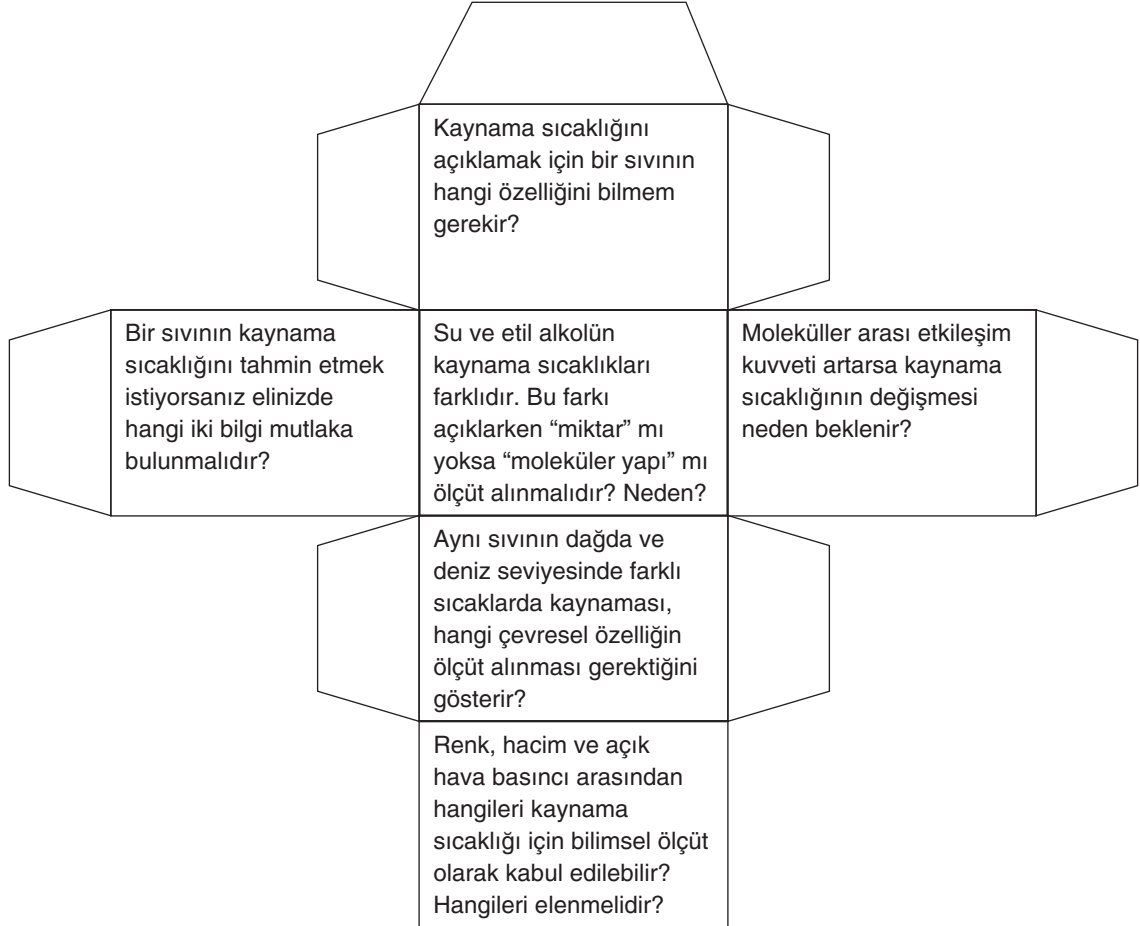 Kaynama sıcaklığını
açıklamak için bir sıvının
hangi özelliğini bilmem
gerekir?
Bir sıvının kaynama
sıcaklığını tahmin etmek
istiyorsanız elinizde
hangi iki bilgi mutlaka
bulunmalıdır?
Su ve etil alkolün
kaynama sıcaklıkları
farklıdır. Bu farkı
açıklarken “miktar” mı
yoksa “moleküler yapı” mı
ölçüt alınmalıdır? Neden?
Moleküller arası etkileşim
kuvveti artarsa kaynama
sıcaklığının değişmesi
neden beklenir?
Aynı sıvının dağda ve
deniz seviyesinde farklı
sıcaklarda kaynaması,
hangi çevresel özelliğin
ölçüt alınması gerektiğini
gösterir?
Renk, hacim ve açık
hava basıncı arasından
hangileri kaynama
sıcaklığı için bilimsel ölçüt
olarak kabul edilebilir?
Hangileri elenmelidir?